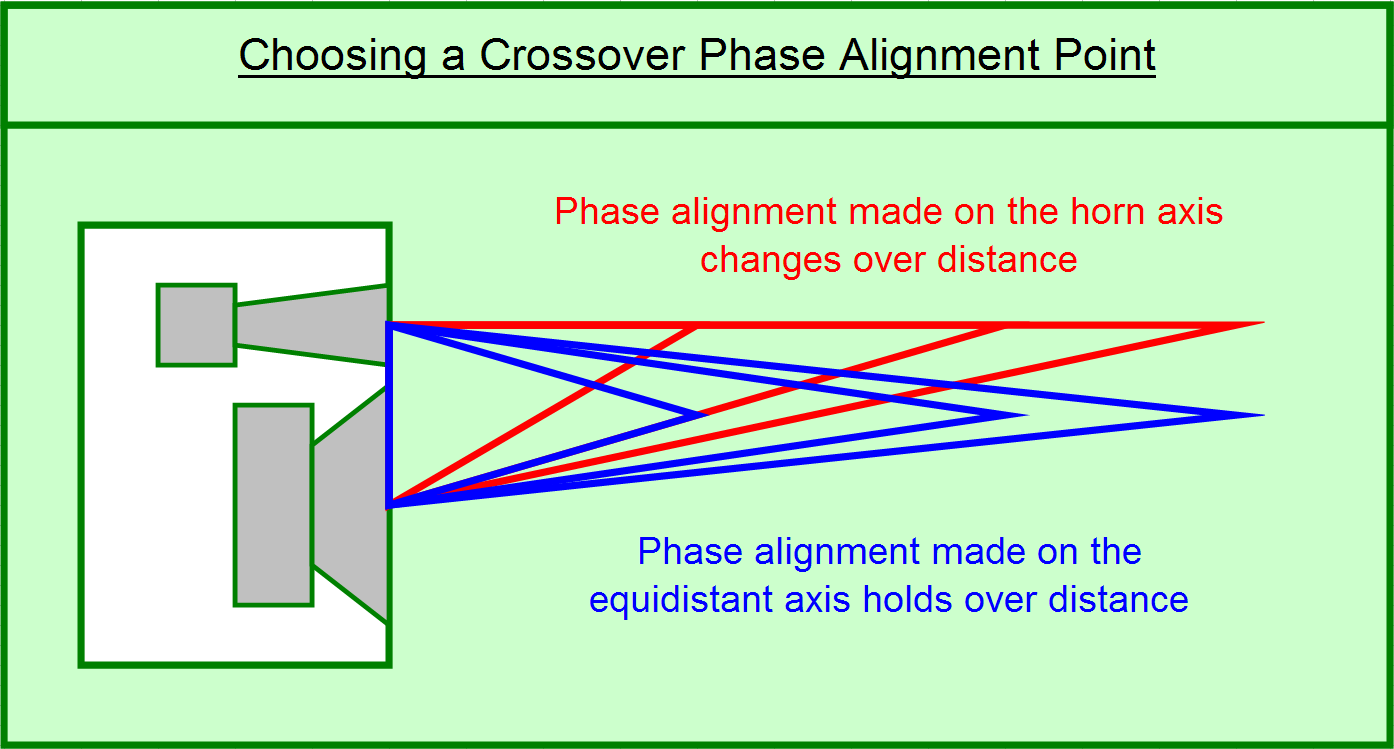 Choosing a Crossover Phase Alignment Point
Phase alignment made on the horn axis
changes over distance
Phase alignment made on the
equidistant axis holds over distance